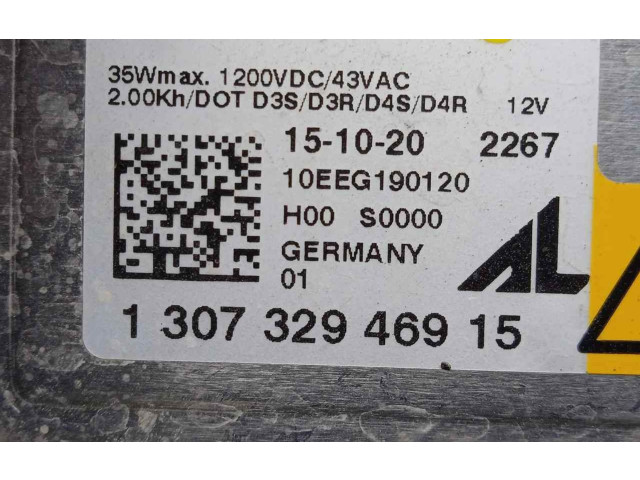 35Wmax. 1200VDC/43VAC
2.00Kh/DOT D3S/D3R/D4S/D4R 12V
15-10-20 2267
10EEG190120
H00 S0000
GERMANY
01
AL
1 307 329 469 15